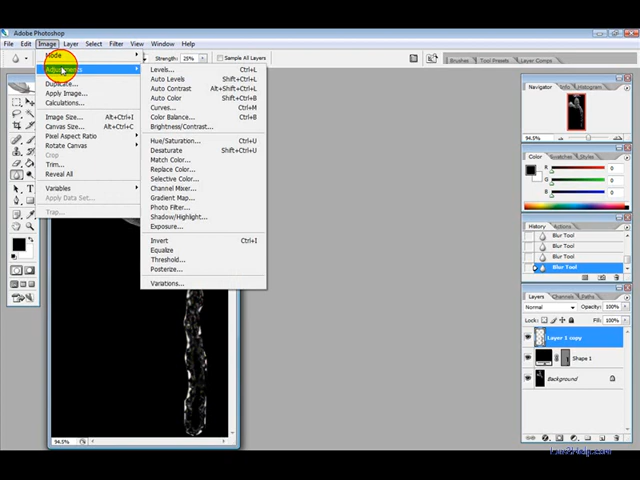 Adobe Photoshop
File Edit Image Layer Select Filter View Window Help
Strength: 25% Sample All Layers
Brushes Tool Presets Layer Comps
Mode
Adjustments
Duplicate...
Apply Image...
Calculations...
Image Size... Alt+Ctrl+I
Canvas Size... Alt+Ctrl+C
Pixel Aspect Ratio
Rotate Canvas
Crop
Trim...
Reveal All
Variables
Apply Data Set...
Trap...
Levels... Ctrl+L
Auto Levels Shift+Ctrl+L
Auto Contrast Alt+Shift+Ctrl+L
Auto Color Shift+Ctrl+B
Curves... Ctrl+M
Color Balance... Ctrl+B
Brightness/Contrast...
Hue/Saturation... Ctrl+U
Desaturate Shift+Ctrl+U
Match Color...
Replace Color...
Selective Color...
Channel Mixer...
Gradient Map...
Photo Filter...
Shadow/Highlight...
Exposure...
Invert Ctrl+I
Equalize
Threshold...
Posterize...
Variations...
94.5%
Navigator Info Histogram
94.5%
Color Swatches Styles
R
G
B
History Actions
Blur Tool
Blur Tool
Blur Tool
Blur Tool
Layers Channels Paths
Normal Opacity: 100%
Lock: Fill: 100%
Layer 1 copy
Shape 1
Background